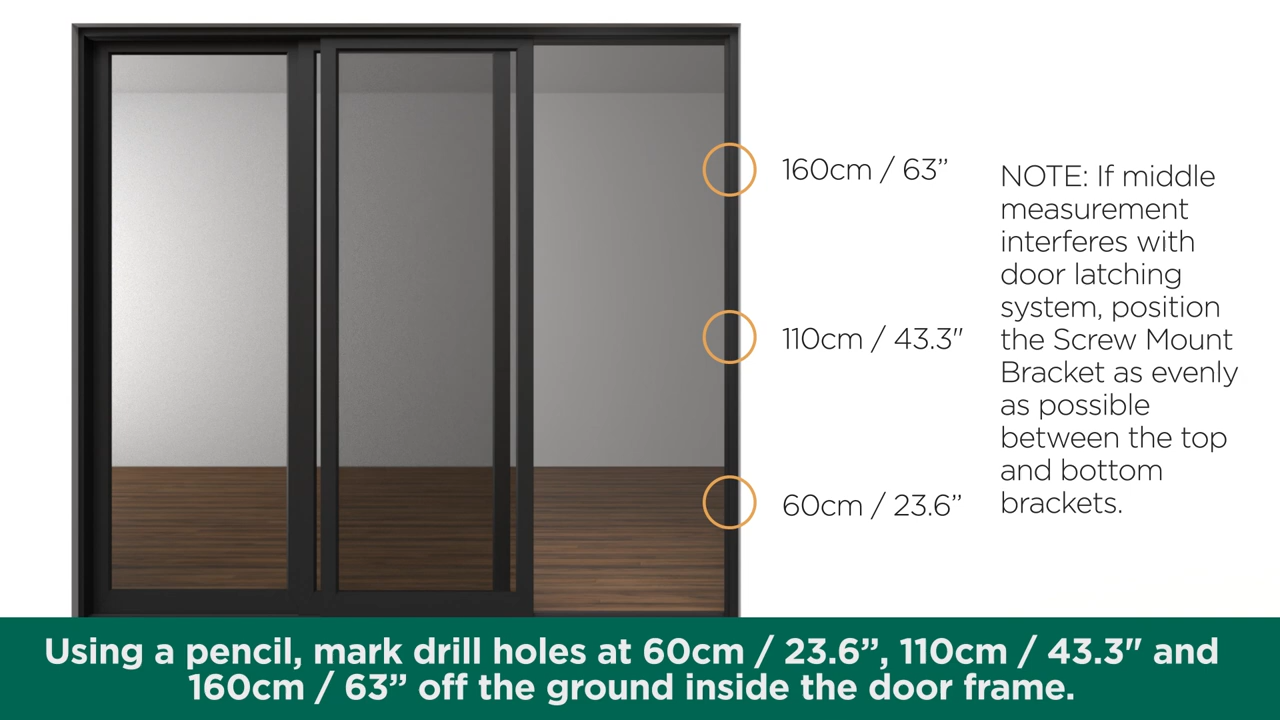 160cm / 63”
110cm / 43.3"
60cm / 23.6”
NOTE: If middle
measurement
interferes with
door latching
system, position
the Screw Mount
Bracket as evenly
as possible
between the top
and bottom
brackets.
Using a pencil, mark drill holes at 60cm / 23.6”, 110cm / 43.3" and
160cm / 63” off the ground inside the door frame.